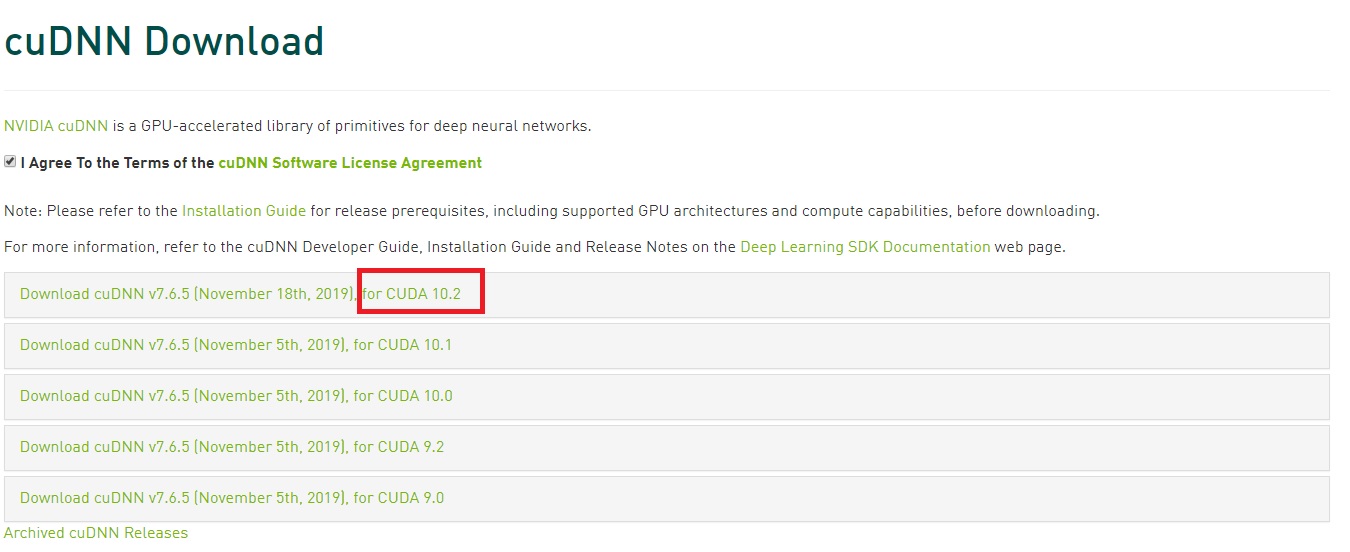 cuDNN Download
NVIDIA cuDNN is a GPU-accelerated library of primitives for deep neural networks.
I Agree To the Terms of the cuDNN Software License Agreement
Note: Please refer to the Installation Guide for release prerequisites, including supported GPU architectures and compute capabilities, before downloading.
For more information, refer to the cuDNN Developer Guide, Installation Guide and Release Notes on the Deep Learning SDK Documentation web page.
Download cuDNN v7.6.5 (November 18th, 2019), for CUDA 10.2
Download cuDNN v7.6.5 (November 5th, 2019), for CUDA 10.1
Download cuDNN v7.6.5 (November 5th, 2019), for CUDA 10.0
Download cuDNN v7.6.5 (November 5th, 2019), for CUDA 9.2
Download cuDNN v7.6.5 (November 5th, 2019), for CUDA 9.0
Archived cuDNN Releases